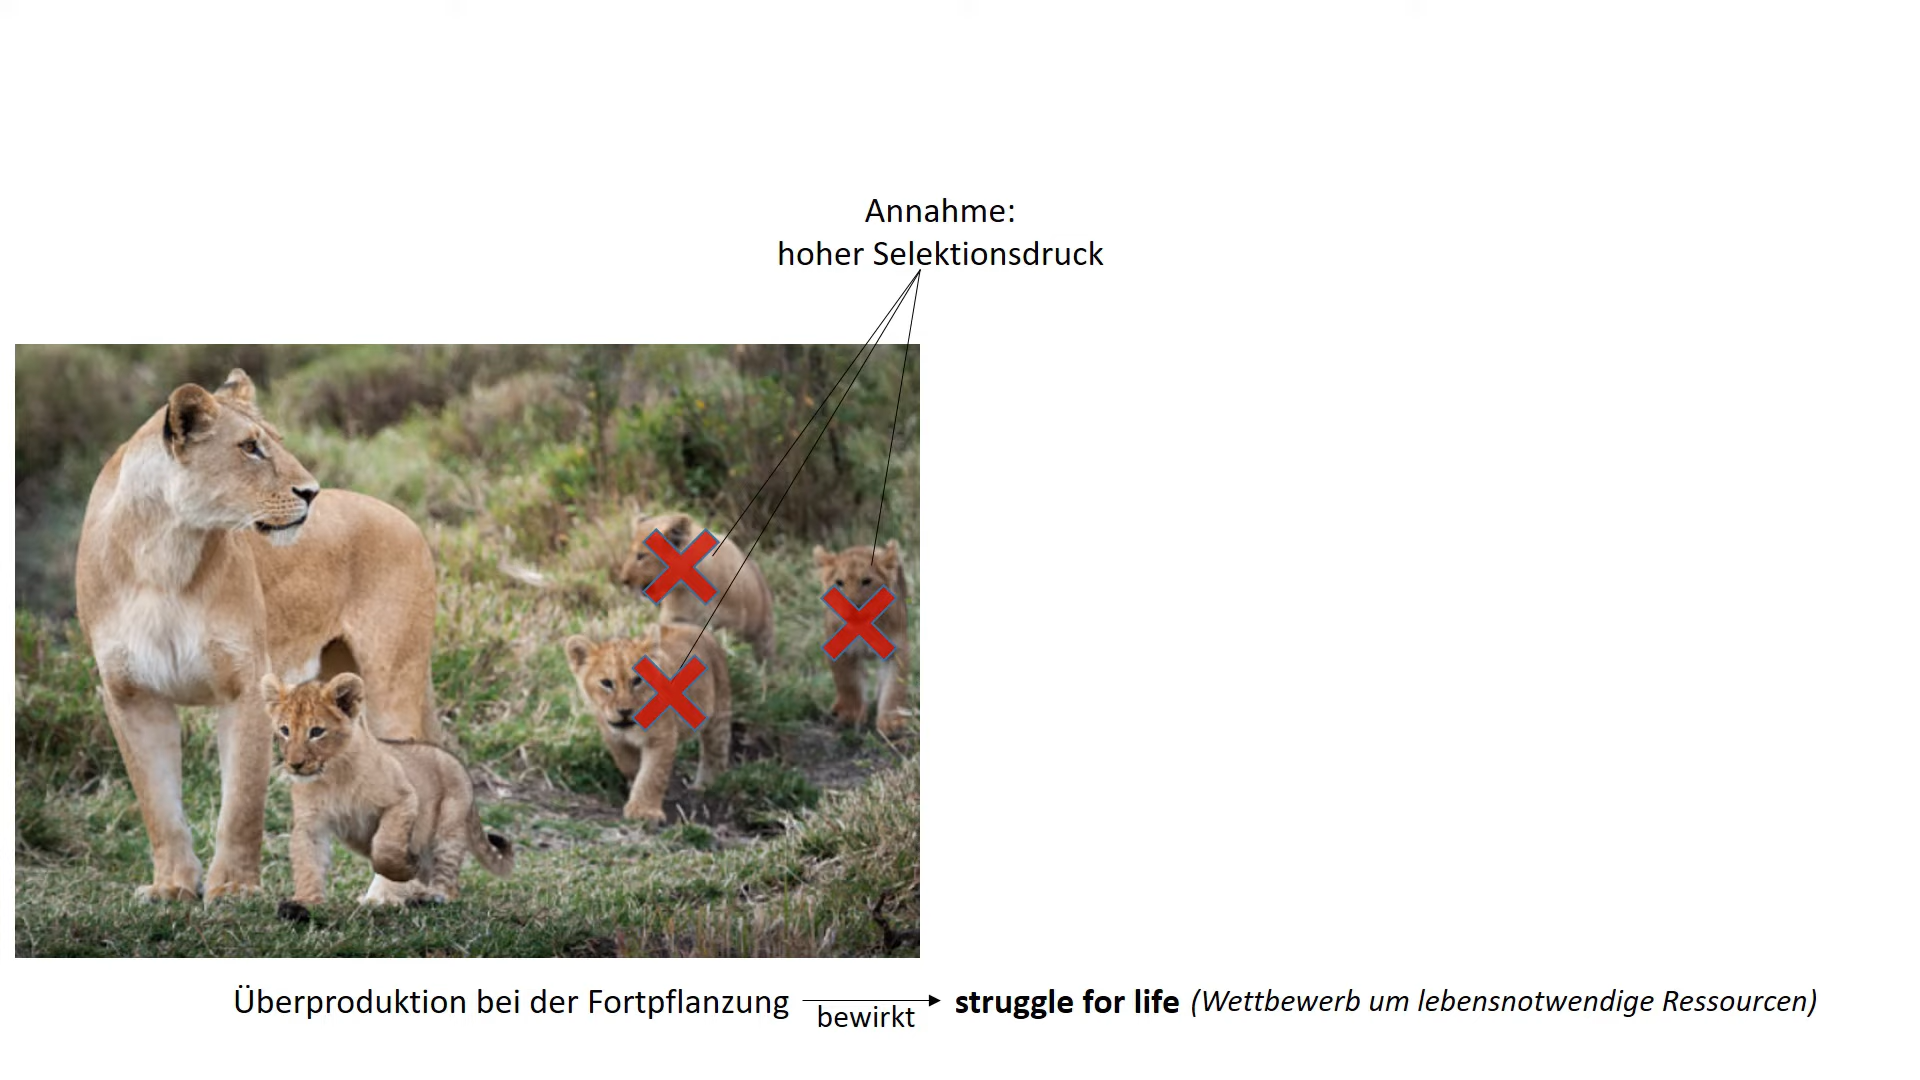 Annahme:
hoher Selektionsdruck
Überproduktion bei der Fortpflanzung bewirkt struggle for life (Wettbewerb um lebensnotwendige Ressourcen)